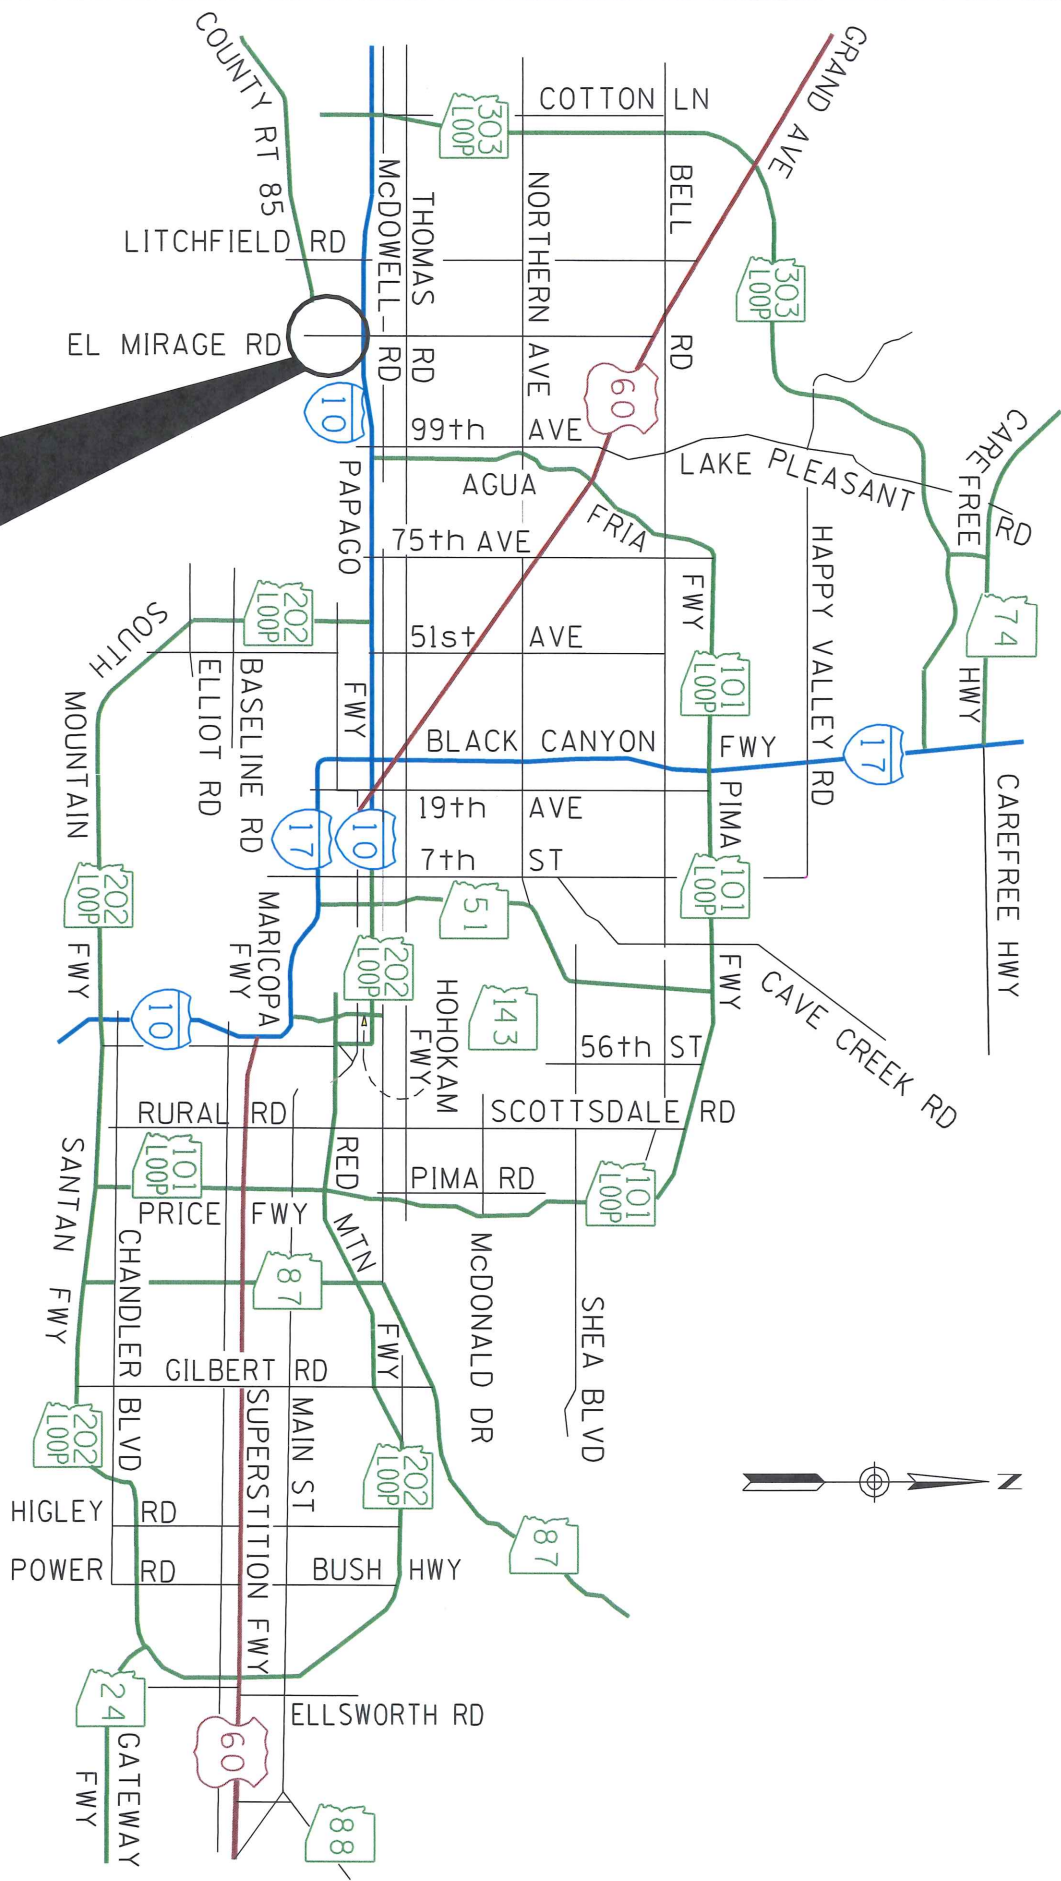 COUNTY RT 85
GRAND AVE
COTTON LN
303
LOOP
McDOWELL RD
THOMAS RD
NORTHERN AVE
BELL RD
LITCHFIELD RD
303
LOOP
EL MIRAGE RD
10
60
99th AVE
LAKE PLEASANT RD
CAREFREE HWY
AGUA FRIA FWY
PAPAGO FWY
75th AVE
HAPPY VALLEY RD
74
SOUTH MOUNTAIN FWY
202
LOOP
51st AVE
101
LOOP
ELLIOT RD
BASELINE RD
BLACK CANYON FWY
17
PIMA FWY
CAREFREE HWY
19th AVE
17
10
7th ST
101
LOOP
202
LOOP
51
MARICOPA
FWY
202
LOOP
CAVE CREEK RD
10
HOHOKAM
FWY
143
56th ST
RURAL RD
SCOTTSDALE RD
SANTAN FWY
101
LOOP
RED MTN FWY
PIMA RD
101
LOOP
PRICE FWY
CHANDLER BLVD
87
McDONALD DR
SHEA BLVD
GILBERT RD
SUPERSTITION FWY
MAIN ST
202
LOOP
202
LOOP
N
HIGLEY RD
87
POWER RD
BUSH HWY
24
ELLSWORTH RD
GATEWAY
FWY
60
88